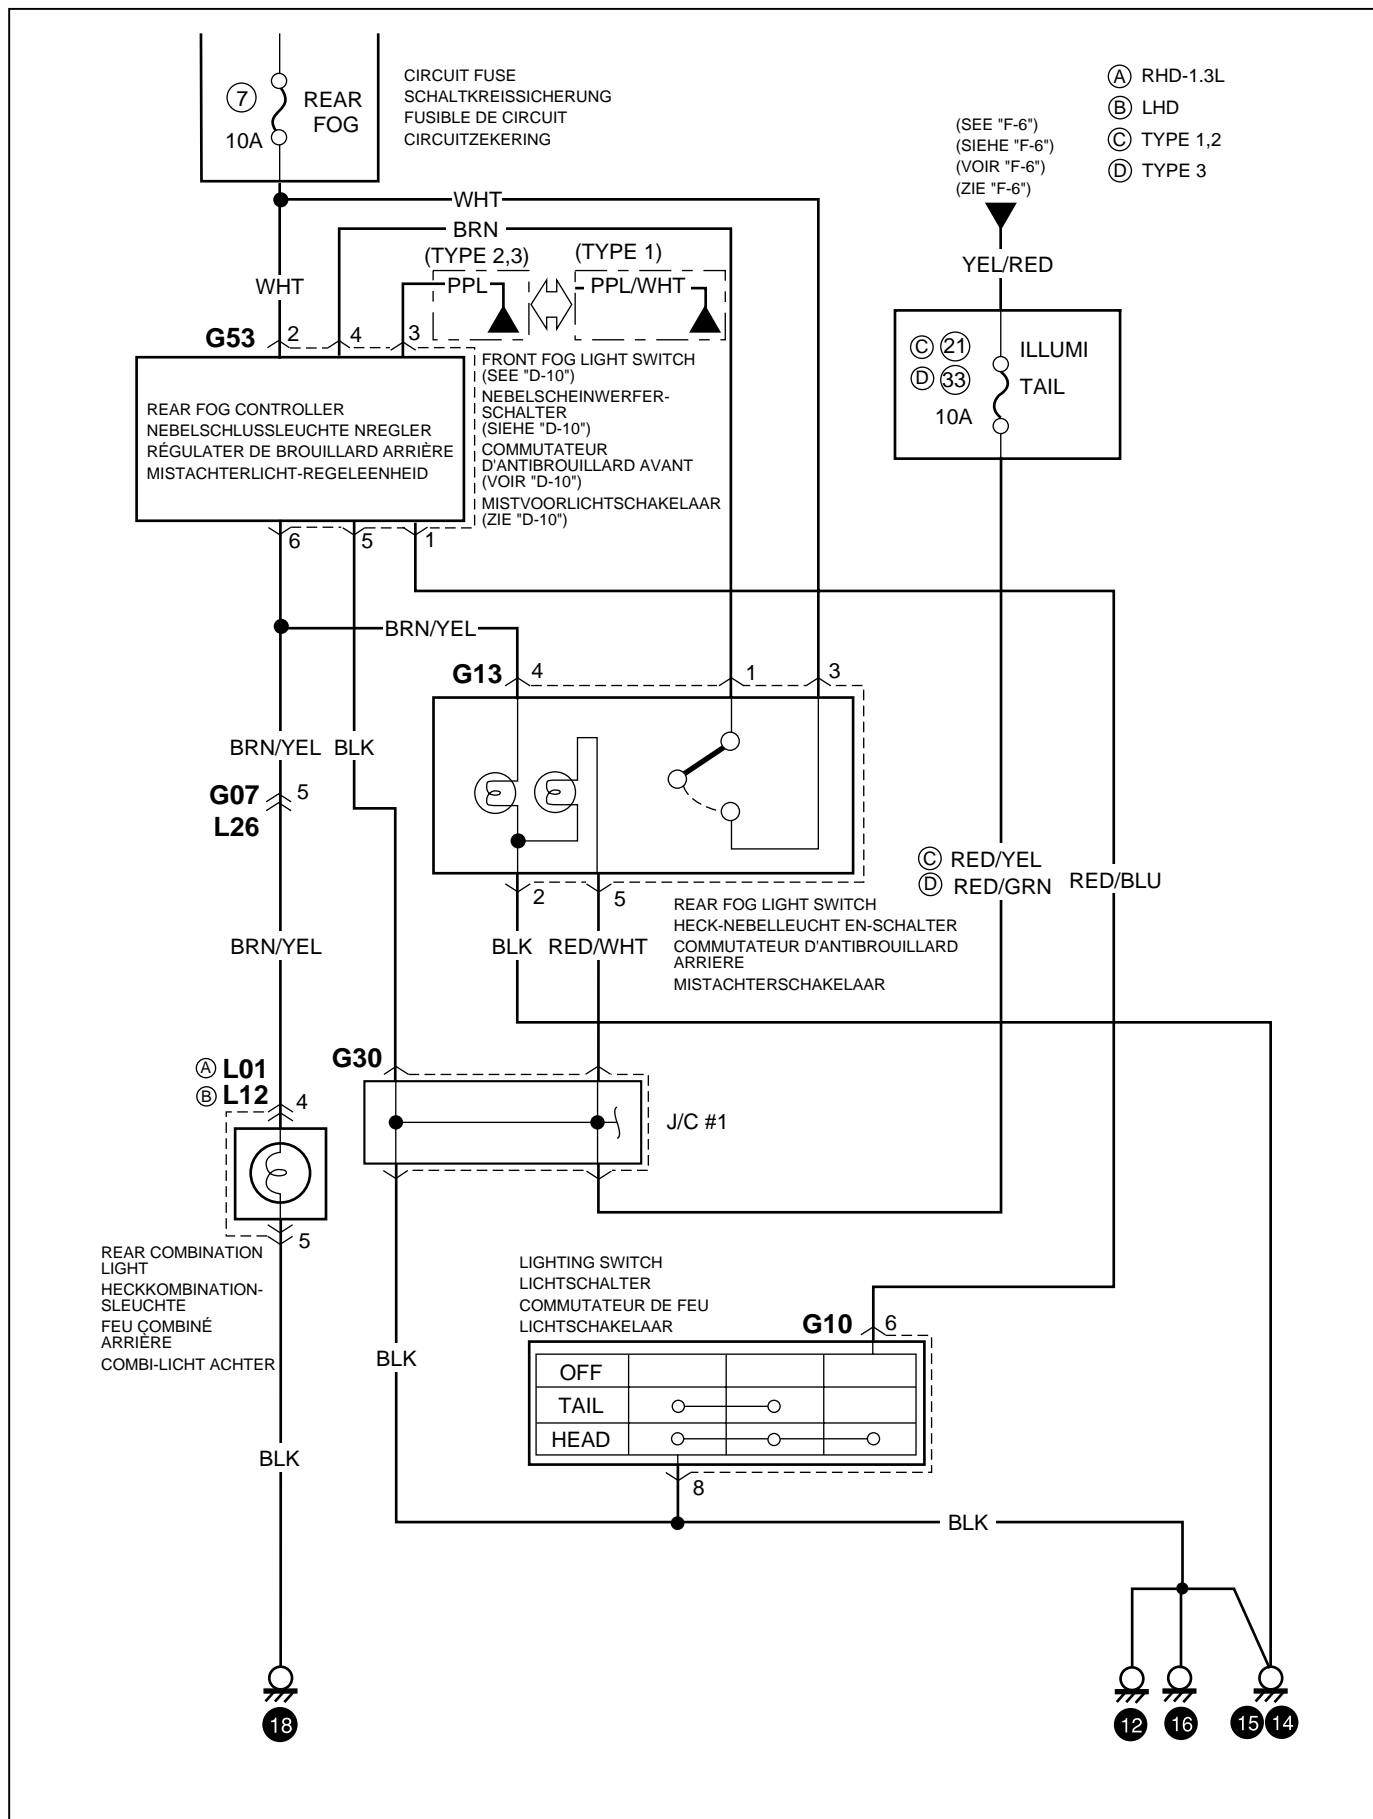 7
10A
REAR
FOG
CIRCUIT FUSE
SCHALTKREISSICHERUNG
FUSIBLE DE CIRCUIT
CIRCUITZEKERING
A RHD-1.3L
B LHD
C TYPE 1,2
D TYPE 3
(SEE "F-6")
(SIEHE "F-6")
(VOIR "F-6")
(ZIE "F-6")
WHT
BRN
(TYPE 2,3)
(TYPE 1)
YEL/RED
WHT
PPL
PPL/WHT
G53
2
4
3
C 21
D 33
10A
ILLUMI
TAIL
FRONT FOG LIGHT SWITCH
(SEE "D-10")
NEBELSCHEINWERFER-
SCHALTER
(SIEHE "D-10")
COMMUTATEUR
D'ANTIBROUILLARD AVANT
(VOIR "D-10")
MISTVOORLICHTSCHAKELAAR
(ZIE "D-10")
REAR FOG CONTROLLER
NEBELSCHLUSSLEUCHTE NREGLER
RÉGULATER DE BROUILLARD ARRIÈRE
MISTACHTERLICHT-REGELEENHEID
6
5
1
BRN/YEL
G13
4
1
3
BRN/YEL
BLK
G07
5
L26
C RED/YEL
D RED/GRN
RED/BLU
2
5
REAR FOG LIGHT SWITCH
HECK-NEBELLEUCHT EN-SCHALTER
COMMUTATEUR D'ANTIBROUILLARD
ARRIERE
MISTACHTERSCHAKELAAR
BRN/YEL
BLK
RED/WHT
A L01
B L12
4
G30
J/C #1
5
REAR COMBINATION
LIGHT
HECKKOMBINATION-
SLEUCHTE
FEU COMBINÉ
ARRIÈRE
COMBI-LICHT ACHTER
LIGHTING SWITCH
LICHTSCHALTER
COMMUTATEUR DE FEU
LICHTSCHAKELAAR
G10
6
BLK
OFF
TAIL
HEAD
BLK
8
BLK
18
12
16
15
14